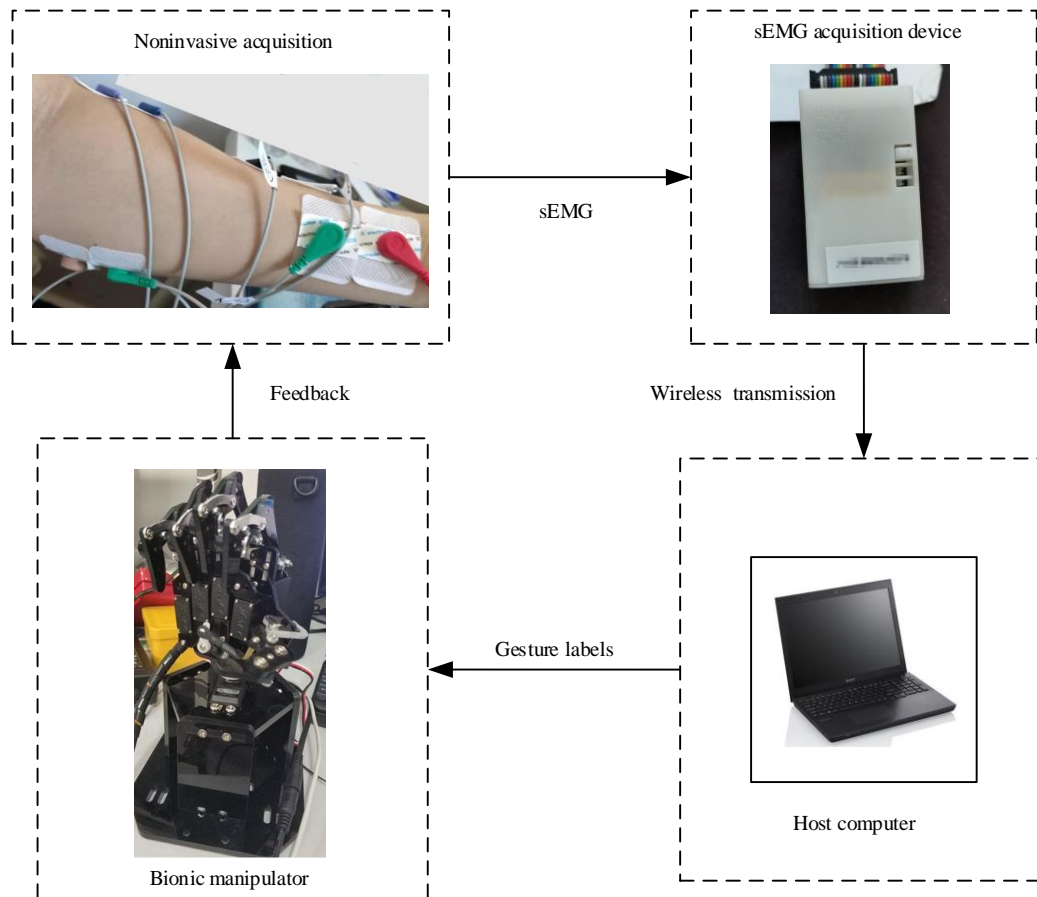 Noninvasive acquisition
sEMG acquisition device
sEMG
Feedback
Wireless transmission
Gesture labels
Host computer
Bionic manipulator